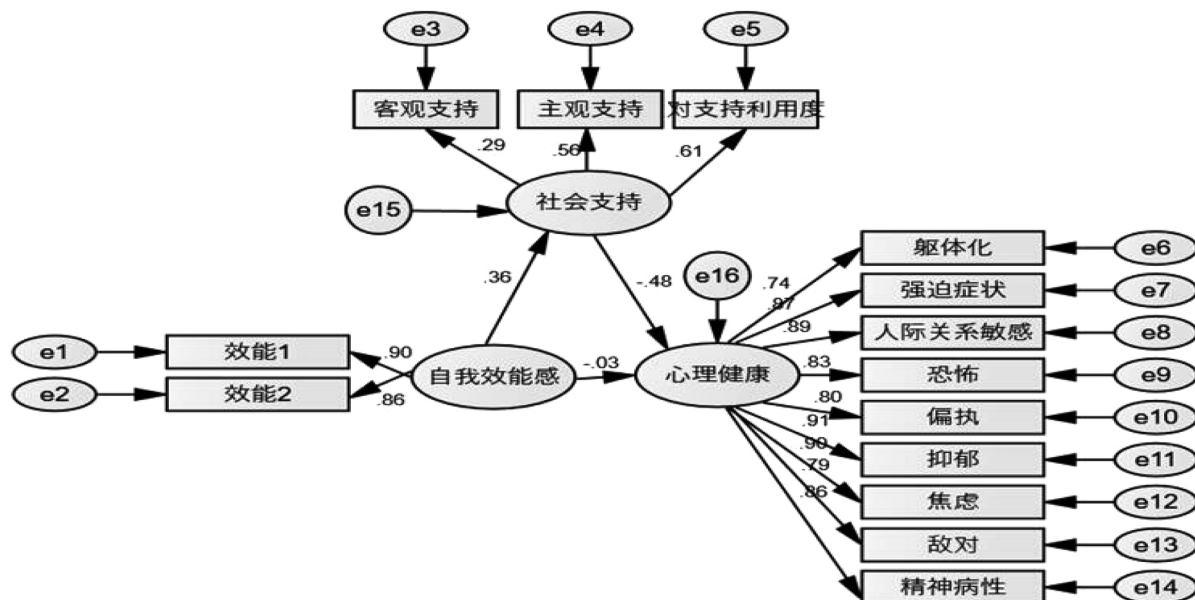 e3
e4
e5
客观支持
主观支持
对支持利用度
.29
.56
.61
社会支持
e15
.36
-.48
e16
e1
效能1
.90
e2
效能2
.86
自我效能感
-.03
心理健康
.74
躯体化
e6
.87
强迫症状
e7
.89
人际关系敏感
e8
.83
恐怖
e9
.80
偏执
e10
.91
抑郁
e11
.90
焦虑
e12
.79
敌对
e13
.86
精神病性
e14